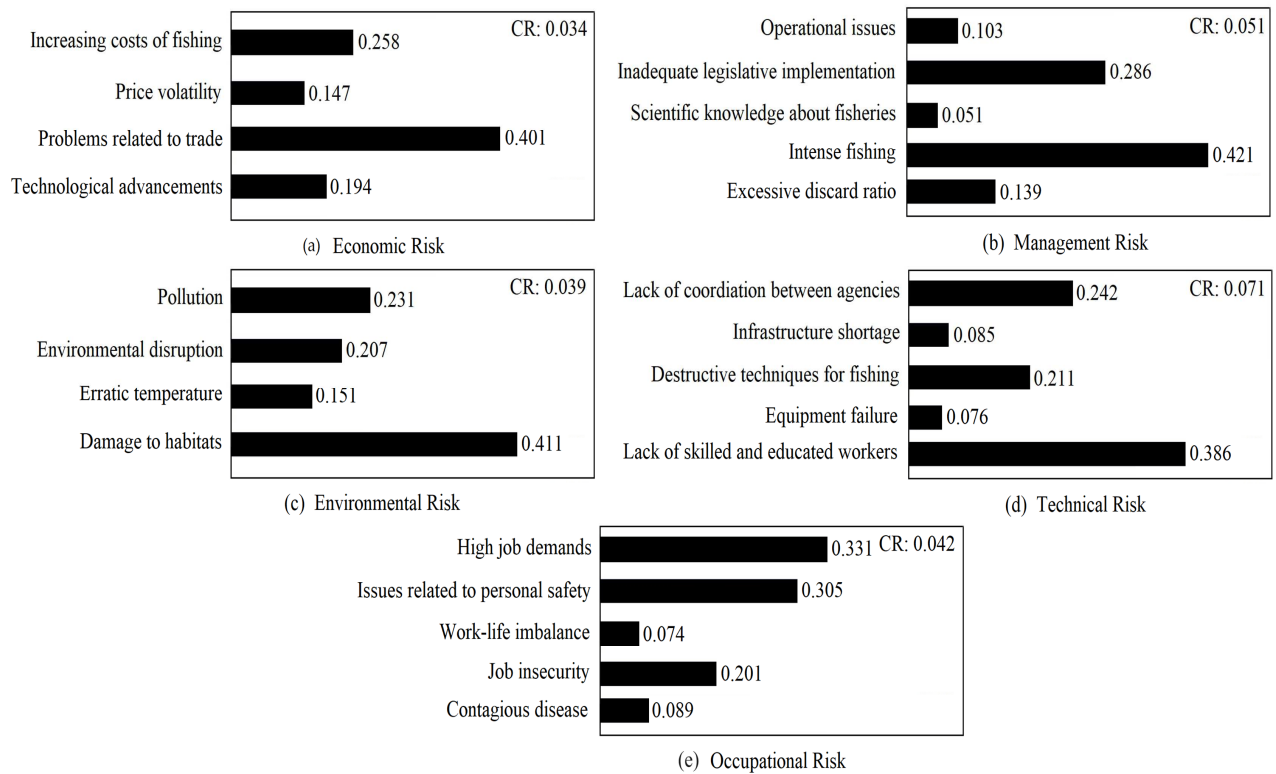 CR: 0.034
Increasing costs of fishing 0.258
Price volatility 0.147
Problems related to trade 0.401
Technological advancements 0.194
(a) Economic Risk
CR: 0.051
Operational issues 0.103
Inadequate legislative implementation 0.286
Scientific knowledge about fisheries 0.051
Intense fishing 0.421
Excessive discard ratio 0.139
(b) Management Risk
CR: 0.039
Pollution 0.231
Environmental disruption 0.207
Erratic temperature 0.151
Damage to habitats 0.411
(c) Environmental Risk
CR: 0.071
Lack of coordiation between agencies 0.242
Infrastructure shortage 0.085
Destructive techniques for fishing 0.211
Equipment failure 0.076
Lack of skilled and educated workers 0.386
(d) Technical Risk
High job demands 0.331 CR: 0.042
Issues related to personal safety 0.305
Work-life imbalance 0.074
Job insecurity 0.201
Contagious disease 0.089
(e) Occupational Risk